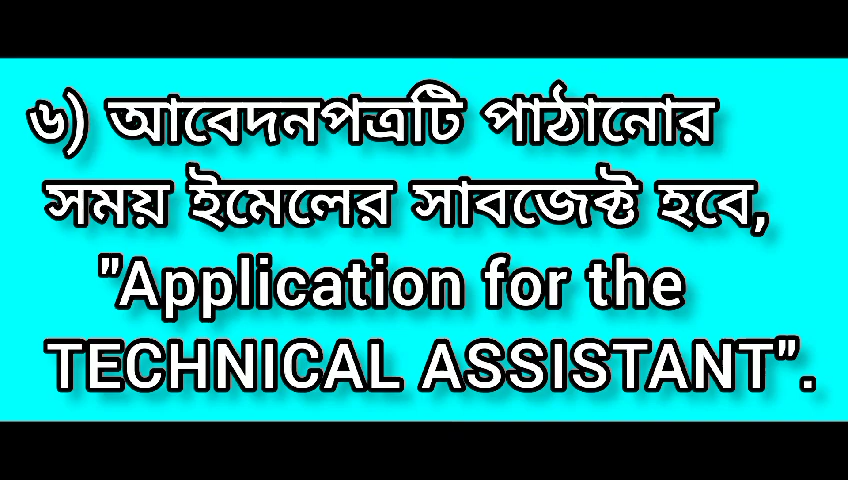 ৬) আবেদনপত্রটি পাঠানোর
সময় ইমেলের সাবজেক্ট হবে,
"Application for the
TECHNICAL ASSISTANT".